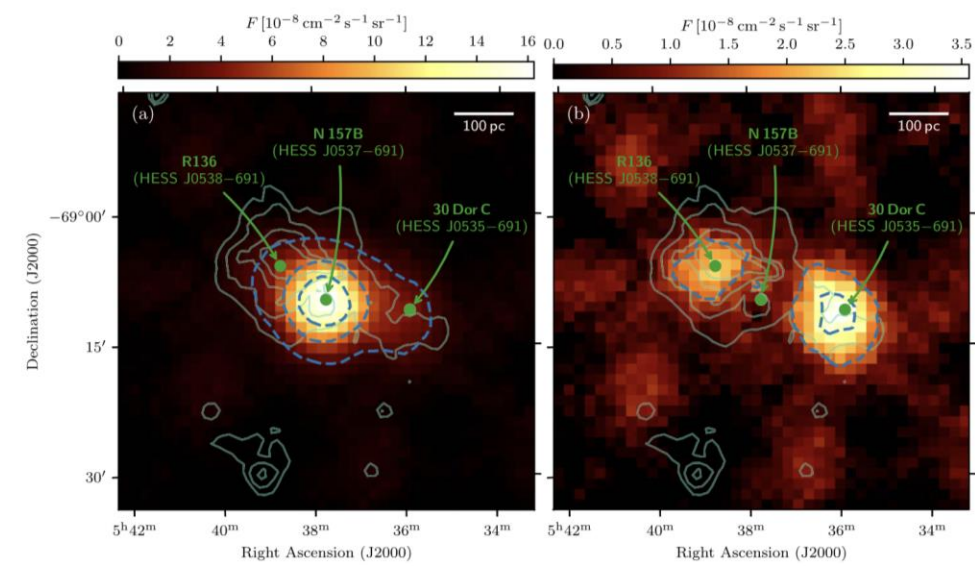 F [10⁻⁸ cm⁻² s⁻¹ sr⁻¹]
0 2 4 6 8 10 12 14 16
(a)
100 pc
N 157B
(HESS J0537−691)
R136
(HESS J0538−691)
30 Dor C
(HESS J0535−691)
−69°00′
15′
30′
Declination (J2000)
5ʰ42ᵐ 40ᵐ 38ᵐ 36ᵐ 34ᵐ
Right Ascension (J2000)
F [10⁻⁸ cm⁻² s⁻¹ sr⁻¹]
0.0 0.5 1.0 1.5 2.0 2.5 3.0 3.5
(b)
100 pc
N 157B
(HESS J0537−691)
R136
(HESS J0538−691)
30 Dor C
(HESS J0535−691)
5ʰ42ᵐ 40ᵐ 38ᵐ 36ᵐ 34ᵐ
Right Ascension (J2000)